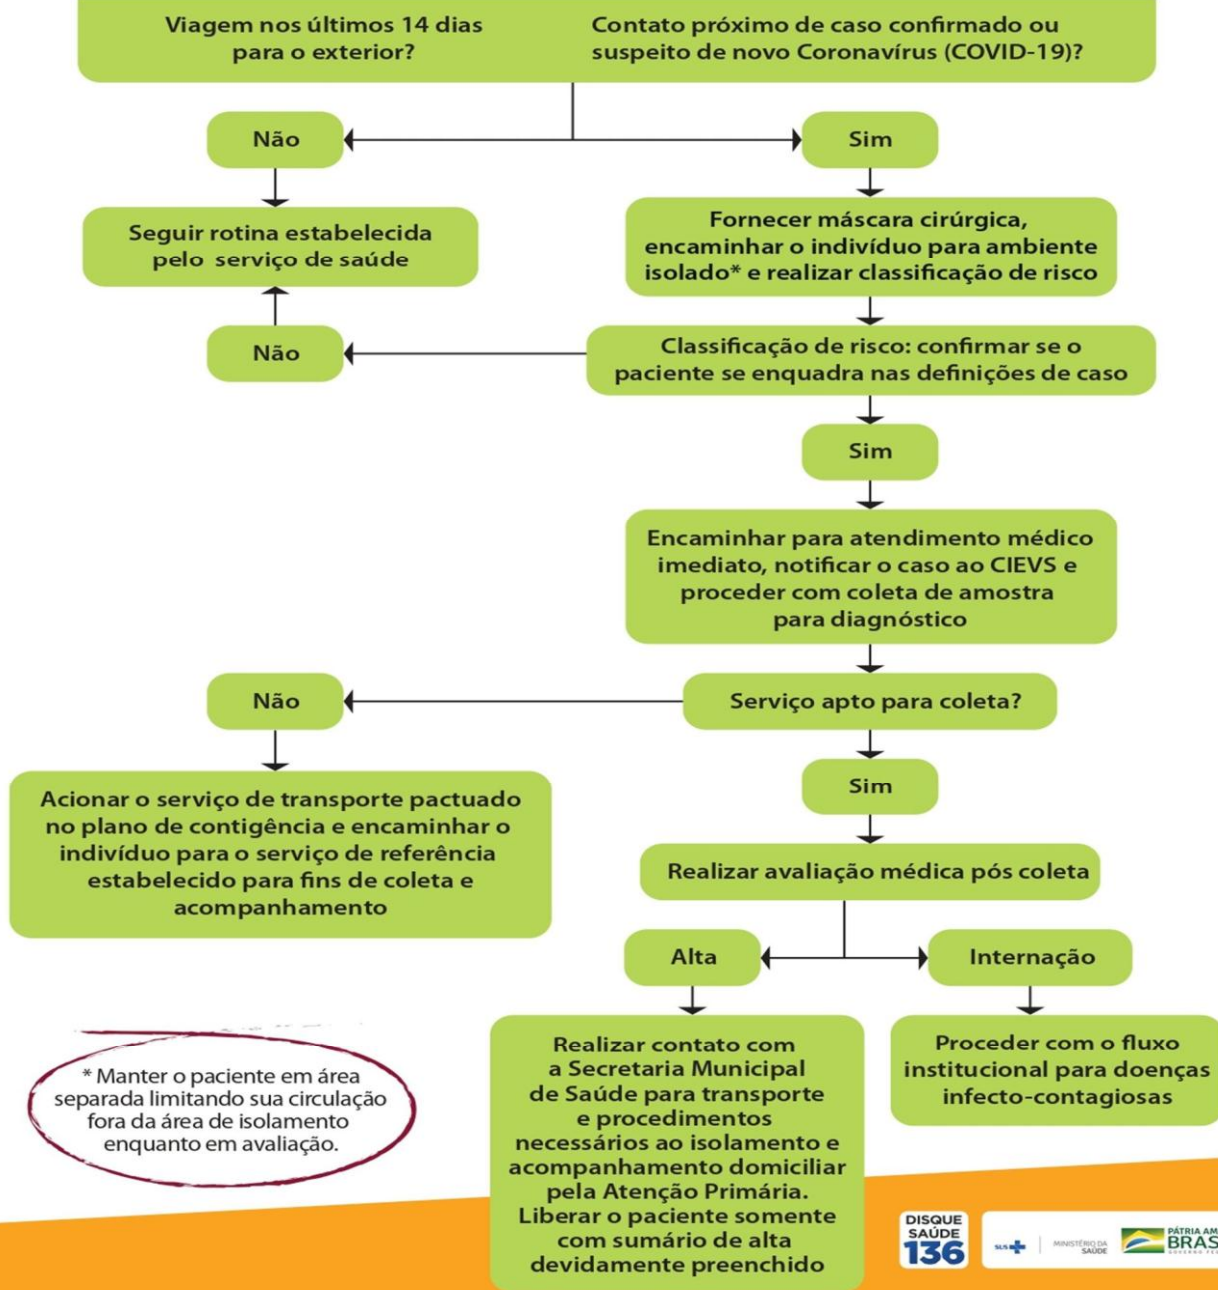 Viagem nos últimos 14 dias
para o exterior?
Contato próximo de caso confirmado ou
suspeito de novo Coronavírus (COVID-19)?
Não
Sim
Seguir rotina estabelecida
pelo serviço de saúde
Fornecer máscara cirúrgica,
encaminhar o indivíduo para ambiente
isolado* e realizar classificação de risco
Não
Classificação de risco: confirmar se o
paciente se enquadra nas definições de caso
Sim
Encaminhar para atendimento médico
imediato, notificar o caso ao CIEVS e
proceder com coleta de amostra
para diagnóstico
Não
Serviço apto para coleta?
Sim
Acionar o serviço de transporte pactuado
no plano de contigência e encaminhar o
indivíduo para o serviço de referência
estabelecido para fins de coleta e
acompanhamento
Realizar avaliação médica pós coleta
Alta
Internação
Realizar contato com
a Secretaria Municipal
de Saúde para transporte
e procedimentos
necessários ao isolamento e
acompanhamento domiciliar
pela Atenção Primária.
Liberar o paciente somente
com sumário de alta
devidamente preenchido
Proceder com o fluxo
institucional para doenças
infecto-contagiosas
* Manter o paciente em área
separada limitando sua circulação
fora da área de isolamento
enquanto em avaliação.
DISQUE
SAÚDE
136
SUS
MINISTÉRIO DA
SAÚDE
PÁTRIA AM
BRAS